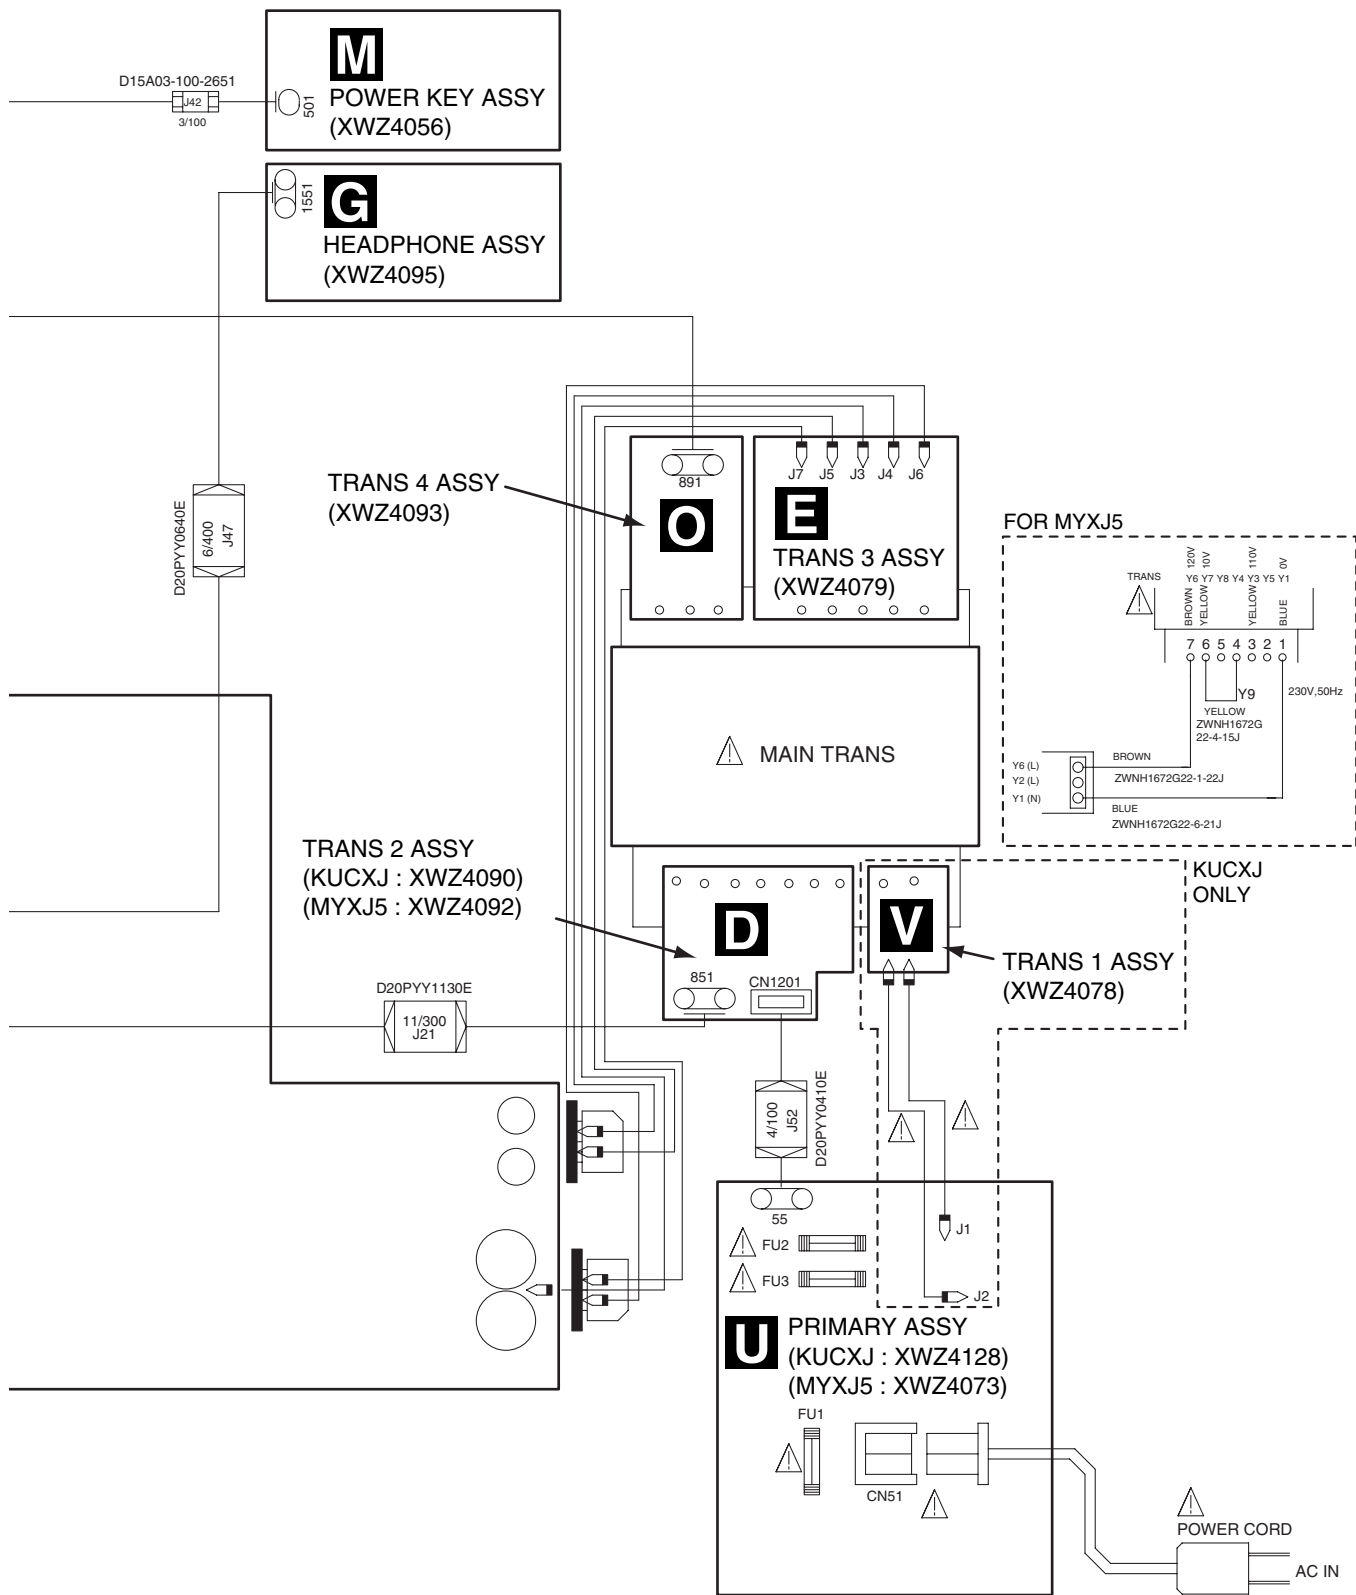 D15A03-100-2651
J42
3/100
501
M
POWER KEY ASSY
(XWZ4056)
1551
G
HEADPHONE ASSY
(XWZ4095)
D20PYY0640E
6/400
J47
TRANS 4 ASSY
(XWZ4093)
891
O
J7 J5 J3 J4 J6
E
TRANS 3 ASSY
(XWZ4079)
FOR MYXJ5
TRANS
120V 10V 110V 0V
Y6 Y7 Y8 Y4 Y3 Y5 Y1
BROWN YELLOW YELLOW BLUE
7 6 5 4 3 2 1
Y9
230V,50Hz
YELLOW
ZWNH1672G
22-4-15J
Y6 (L)
Y2 (L)
Y1 (N)
BROWN
ZWNH1672G22-1-22J
BLUE
ZWNH1672G22-6-21J
MAIN TRANS
TRANS 2 ASSY
(KUCXJ : XWZ4090)
(MYXJ5 : XWZ4092)
D
851
CN1201
V
KUCXJ
ONLY
TRANS 1 ASSY
(XWZ4078)
D20PYY1130E
11/300
J21
4/100
J52
D20PYY0410E
55
FU2
FU3
J1
J2
U
PRIMARY ASSY
(KUCXJ : XWZ4128)
(MYXJ5 : XWZ4073)
FU1
CN51
POWER CORD
AC IN